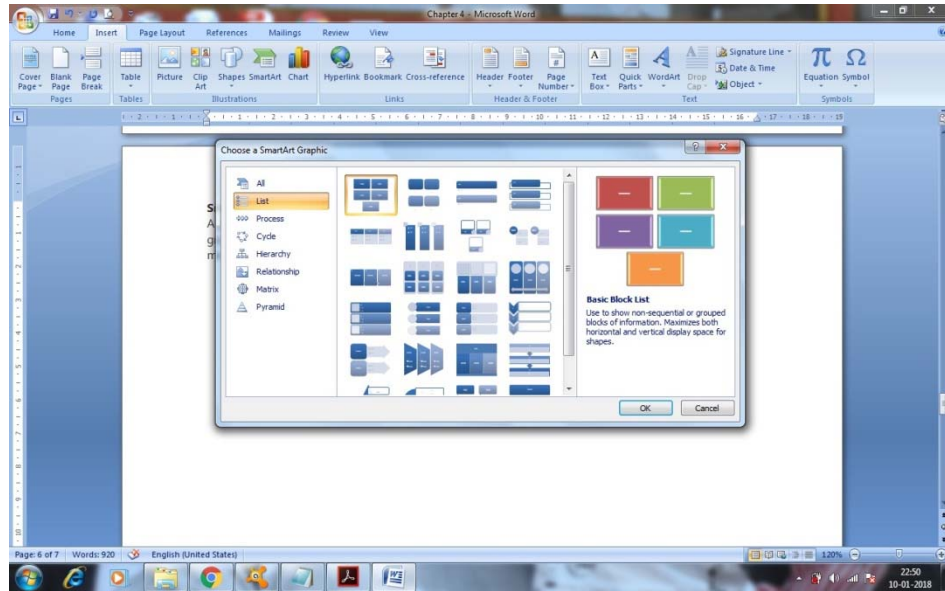 Chapter 4 - Microsoft Word
Home Insert Page Layout References Mailings Review View
Cover Page Blank Page Page Break
Table
Picture Clip Art Shapes SmartArt Chart
Hyperlink Bookmark Cross-reference
Header Footer Page Number
Text Box Quick Parts WordArt Drop Cap
Signature Line
Date & Time
Object
Equation Symbol
Pages Tables Illustrations Links Header & Footer Text Symbols
Choose a SmartArt Graphic
All
List
Process
Cycle
Hierarchy
Relationship
Matrix
Pyramid
Basic Block List
Use to show non-sequential or grouped
blocks of information. Maximizes both
horizontal and vertical display space for
shapes.
OK Cancel
Page: 6 of 7 Words: 920 English (United States) 120%
22:50
10-01-2018